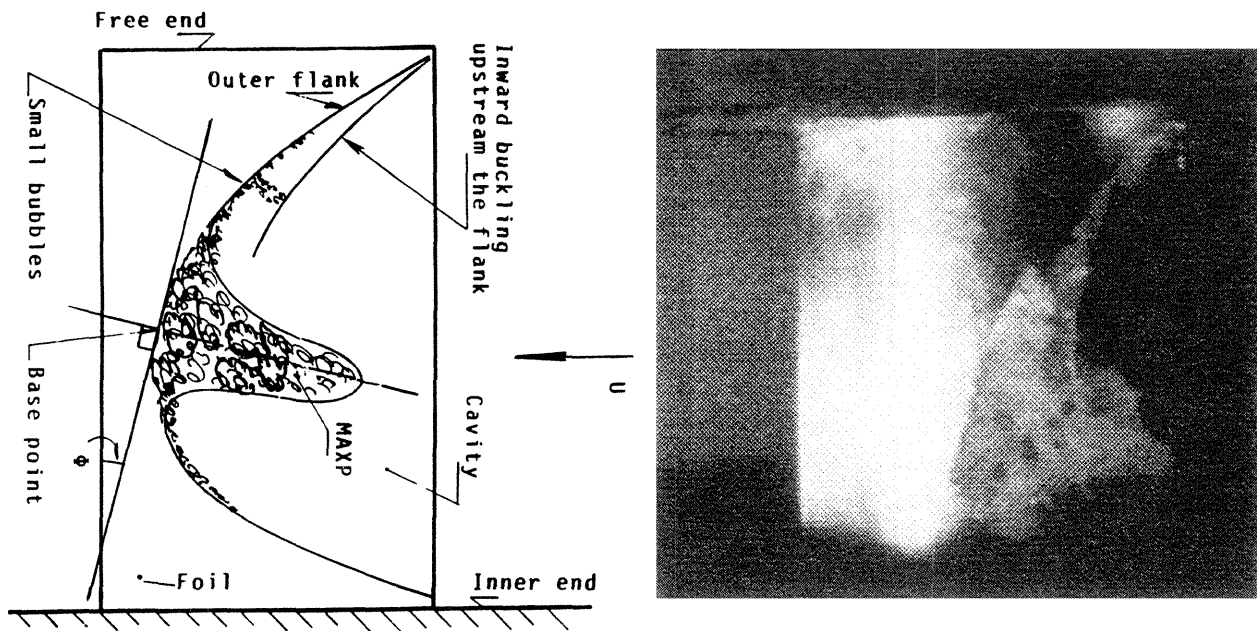 Free end
Outer flank
Inward buckling
upstream the flank
Small bubbles
U
Base point
Φ
MAXP
Cavity
Foil
Inner end